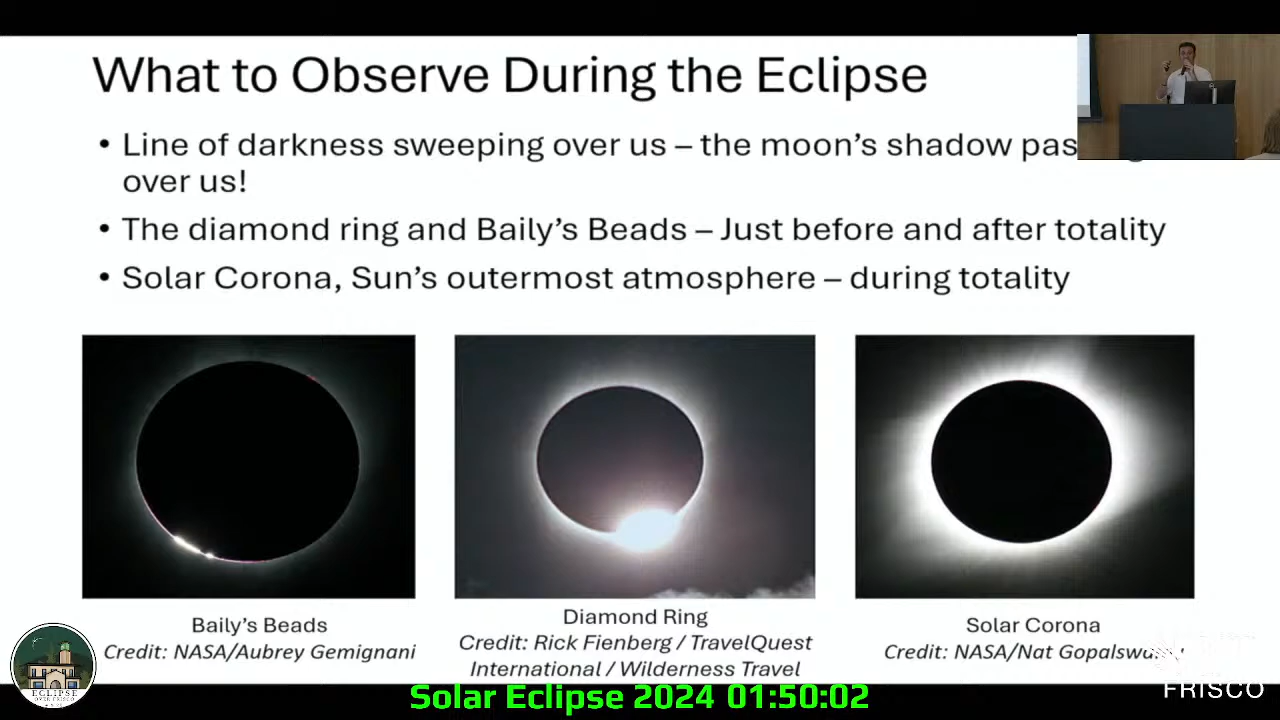 What to Observe During the Eclipse
• Line of darkness sweeping over us – the moon's shadow pas
over us!
• The diamond ring and Baily's Beads – Just before and after totality
• Solar Corona, Sun's outermost atmosphere – during totality
Baily's Beads
Credit: NASA/Aubrey Gemignani
Diamond Ring
Credit: Rick Fienberg / TravelQuest
International / Wilderness Travel
Solar Corona
Credit: NASA/Nat Gopalswamy
ECLIPSE
FRISCO
Solar Eclipse 2024 01:50:02